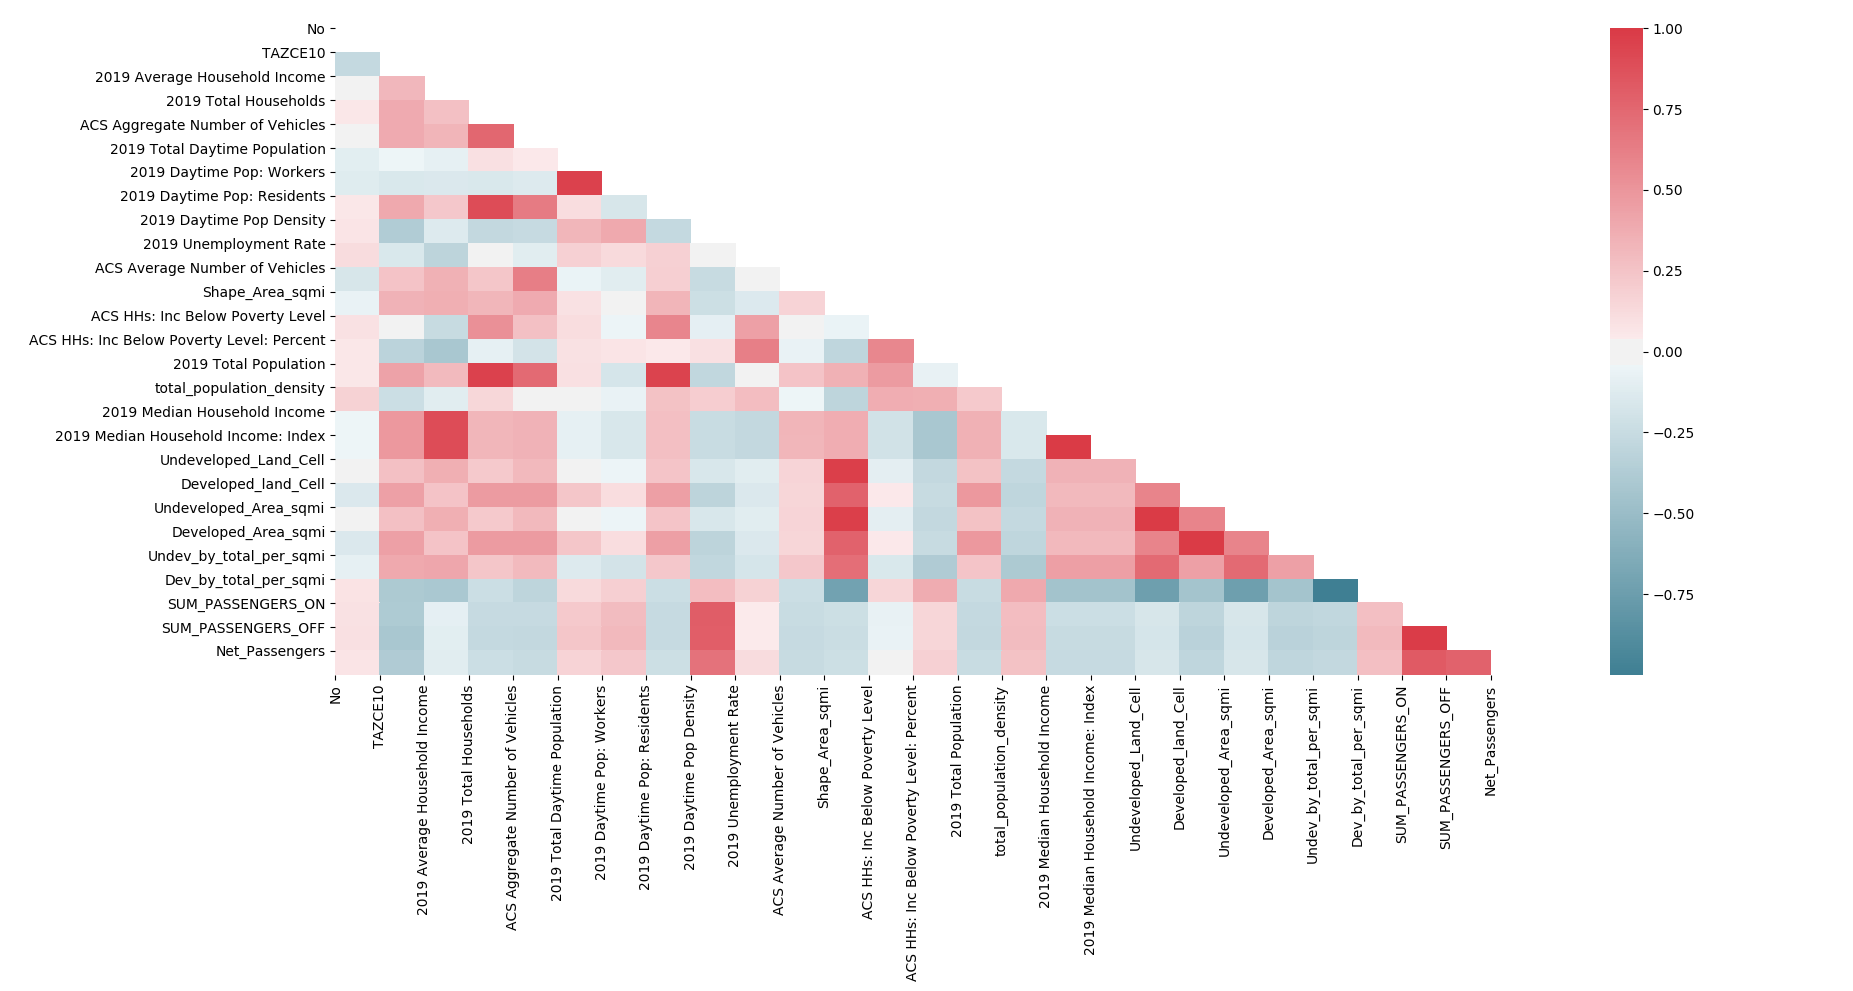 No
TAZCE10
2019 Average Household Income
2019 Total Households
ACS Aggregate Number of Vehicles
2019 Total Daytime Population
2019 Daytime Pop: Workers
2019 Daytime Pop: Residents
2019 Daytime Pop Density
2019 Unemployment Rate
ACS Average Number of Vehicles
Shape_Area_sqmi
ACS HHs: Inc Below Poverty Level
ACS HHs: Inc Below Poverty Level: Percent
2019 Total Population
total_population_density
2019 Median Household Income
2019 Median Household Income: Index
Undeveloped_Land_Cell
Developed_land_Cell
Undeveloped_Area_sqmi
Developed_Area_sqmi
Undev_by_total_per_sqmi
Dev_by_total_per_sqmi
SUM_PASSENGERS_ON
SUM_PASSENGERS_OFF
Net_Passengers
No
TAZCE10
2019 Average Household Income
2019 Total Households
ACS Aggregate Number of Vehicles
2019 Total Daytime Population
2019 Daytime Pop: Workers
2019 Daytime Pop: Residents
2019 Daytime Pop Density
2019 Unemployment Rate
ACS Average Number of Vehicles
Shape_Area_sqmi
ACS HHs: Inc Below Poverty Level
ACS HHs: Inc Below Poverty Level: Percent
2019 Total Population
total_population_density
2019 Median Household Income
2019 Median Household Income: Index
Undeveloped_Land_Cell
Developed_land_Cell
Undeveloped_Area_sqmi
Developed_Area_sqmi
Undev_by_total_per_sqmi
Dev_by_total_per_sqmi
SUM_PASSENGERS_ON
SUM_PASSENGERS_OFF
Net_Passengers
1.00
0.75
0.50
0.25
0.00
−0.25
−0.50
−0.75